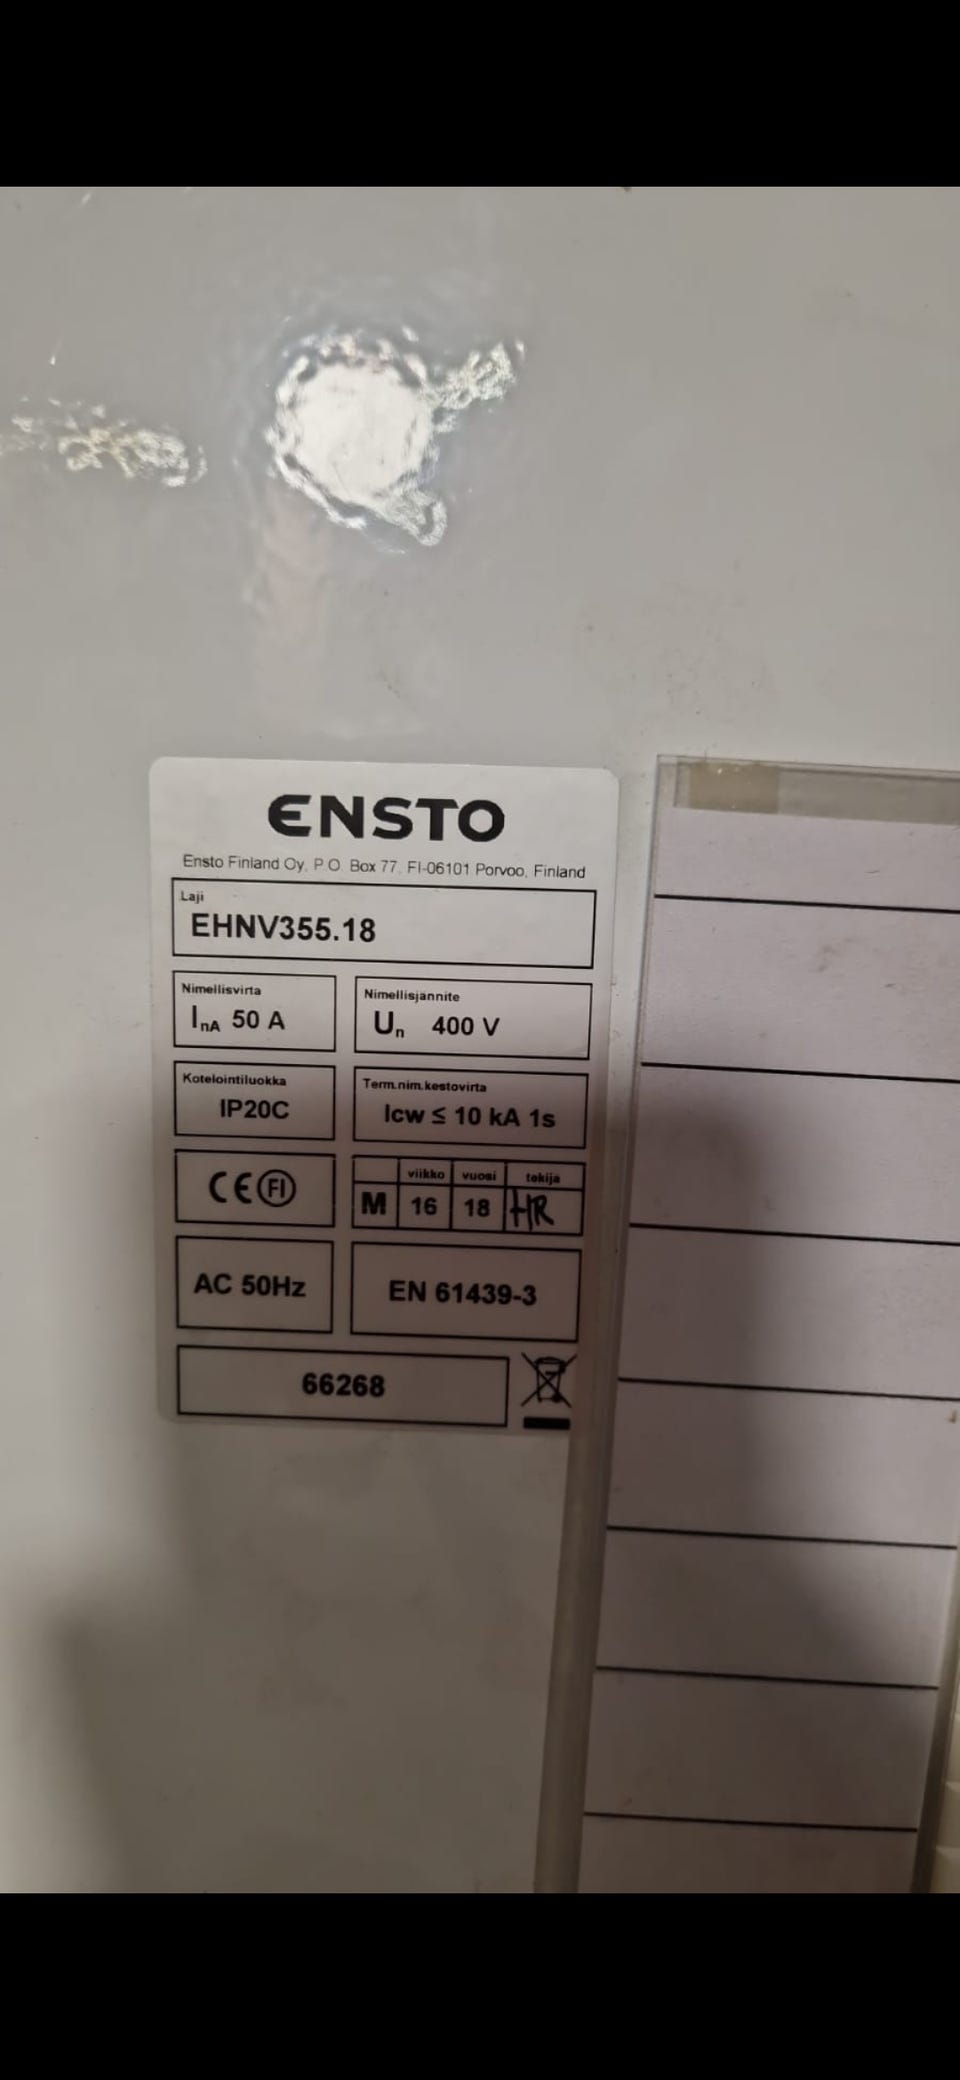 ENSTO
Ensto Finland Oy, P.O. Box 77, FI-06101 Porvoo, Finland
Laji
EHNV355.18
Nimellisvirta
InA 50 A
Nimellisjännite
Un 400 V
Kotelointiluokka
IP20C
Term.nim.kestovirta
Icw ≤ 10 kA 1s
CE FI
viikko vuosi tekijä
M 16 18 HR
AC 50Hz
EN 61439-3
66268